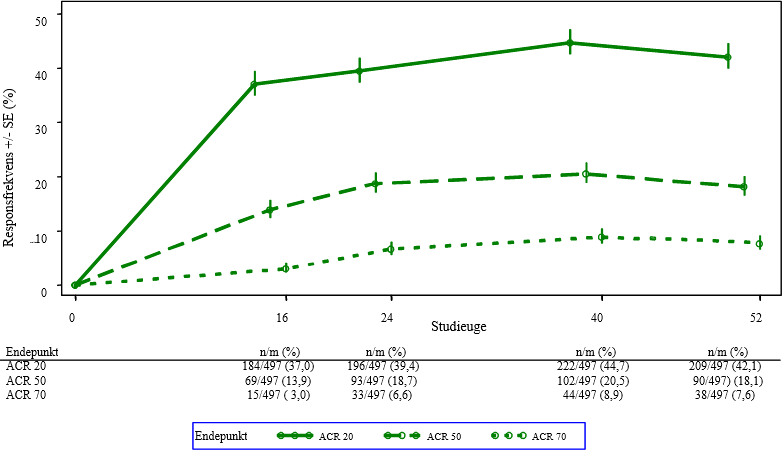 50
40
30
20
..10
0
Responsfrekvens +/- SE (%)
0 16 24 40 52
Studieuge
Endepunkt n/m (%) n/m (%) n/m (%) n/m (%)
ACR 20 184/497 (37,0) 196/497 (39,4) 222/497 (44,7) 209/497 (42,1)
ACR 50 69/497 (13,9) 93/497 (18,7) 102/497 (20,5) 90/497) (18,1)
ACR 70 15/497 ( 3,0) 33/497 (6,6) 44/497 (8,9) 38/497 (7,6)
Endepunkt ACR 20 ACR 50 ACR 70